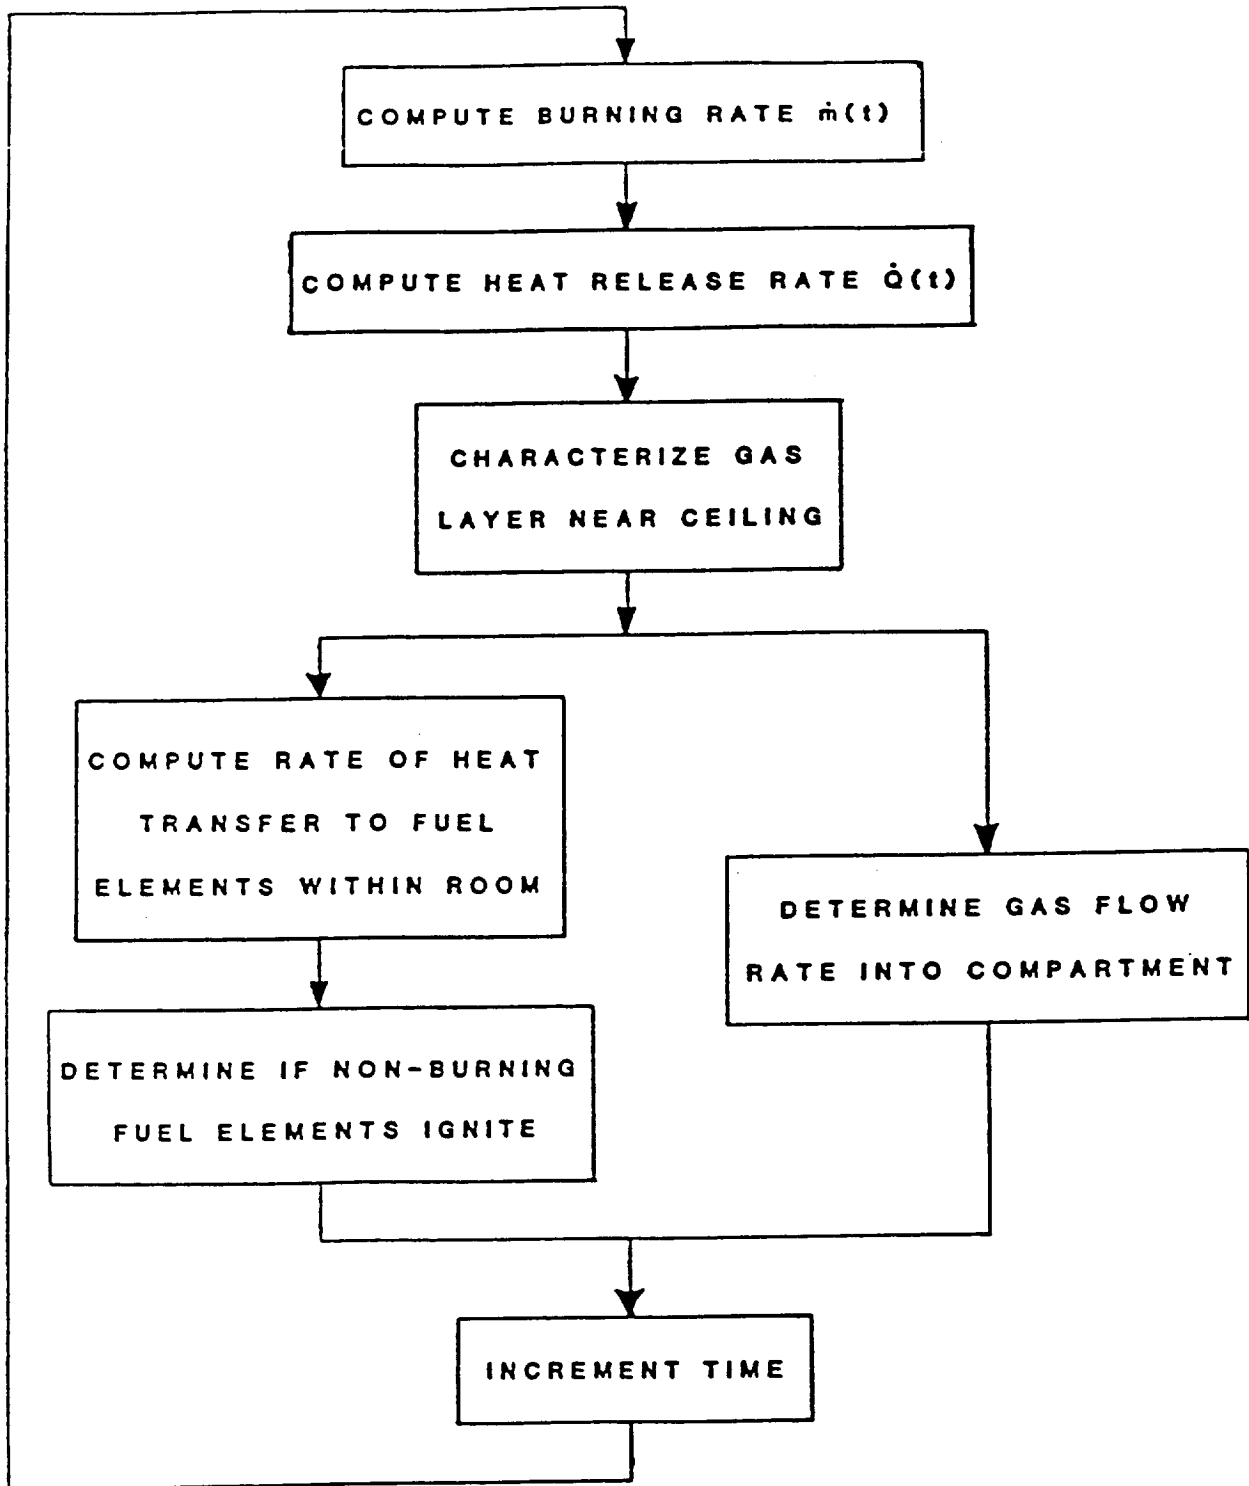 COMPUTE BURNING RATE ṁ(t)
COMPUTE HEAT RELEASE RATE Q̇(t)
CHARACTERIZE GAS
LAYER NEAR CEILING
COMPUTE RATE OF HEAT
TRANSFER TO FUEL
ELEMENTS WITHIN ROOM
DETERMINE GAS FLOW
RATE INTO COMPARTMENT
DETERMINE IF NON-BURNING
FUEL ELEMENTS IGNITE
INCREMENT TIME